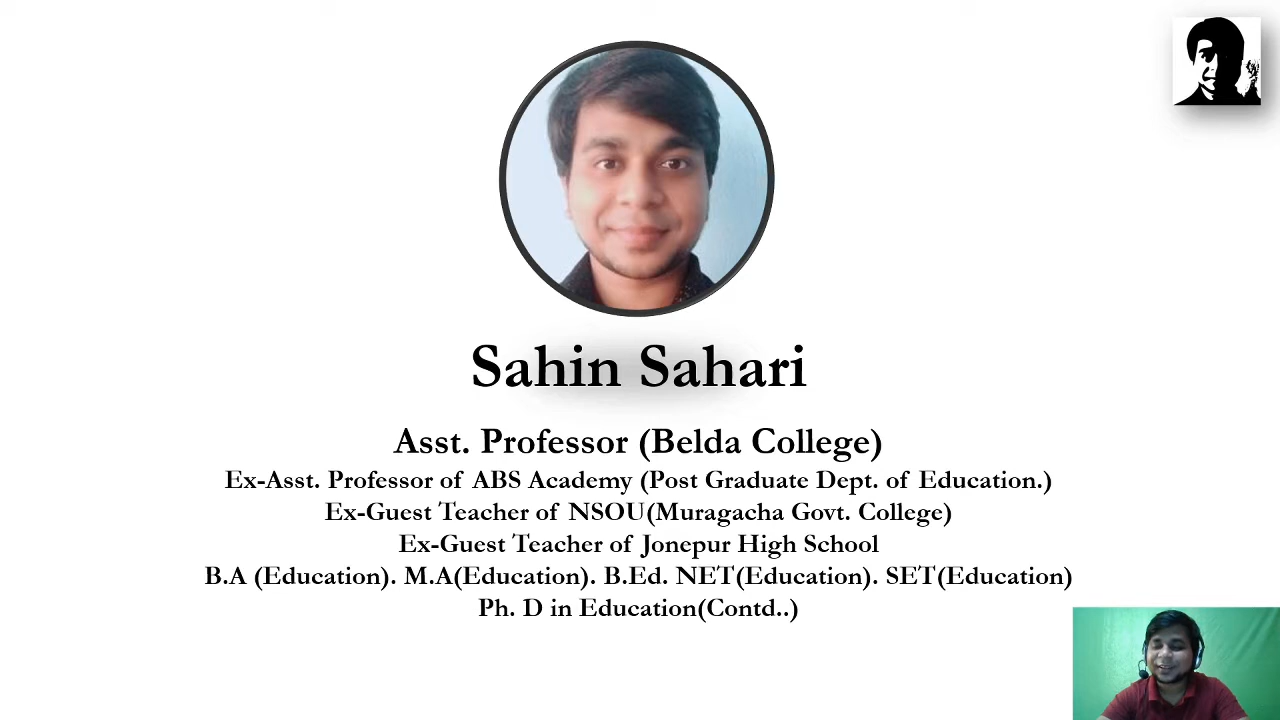 Sahin Sahari
Asst. Professor (Belda College)
Ex-Asst. Professor of ABS Academy (Post Graduate Dept. of Education.)
Ex-Guest Teacher of NSOU(Muragacha Govt. College)
Ex-Guest Teacher of Jonepur High School
B.A (Education). M.A(Education). B.Ed. NET(Education). SET(Education)
Ph. D in Education(Contd..)